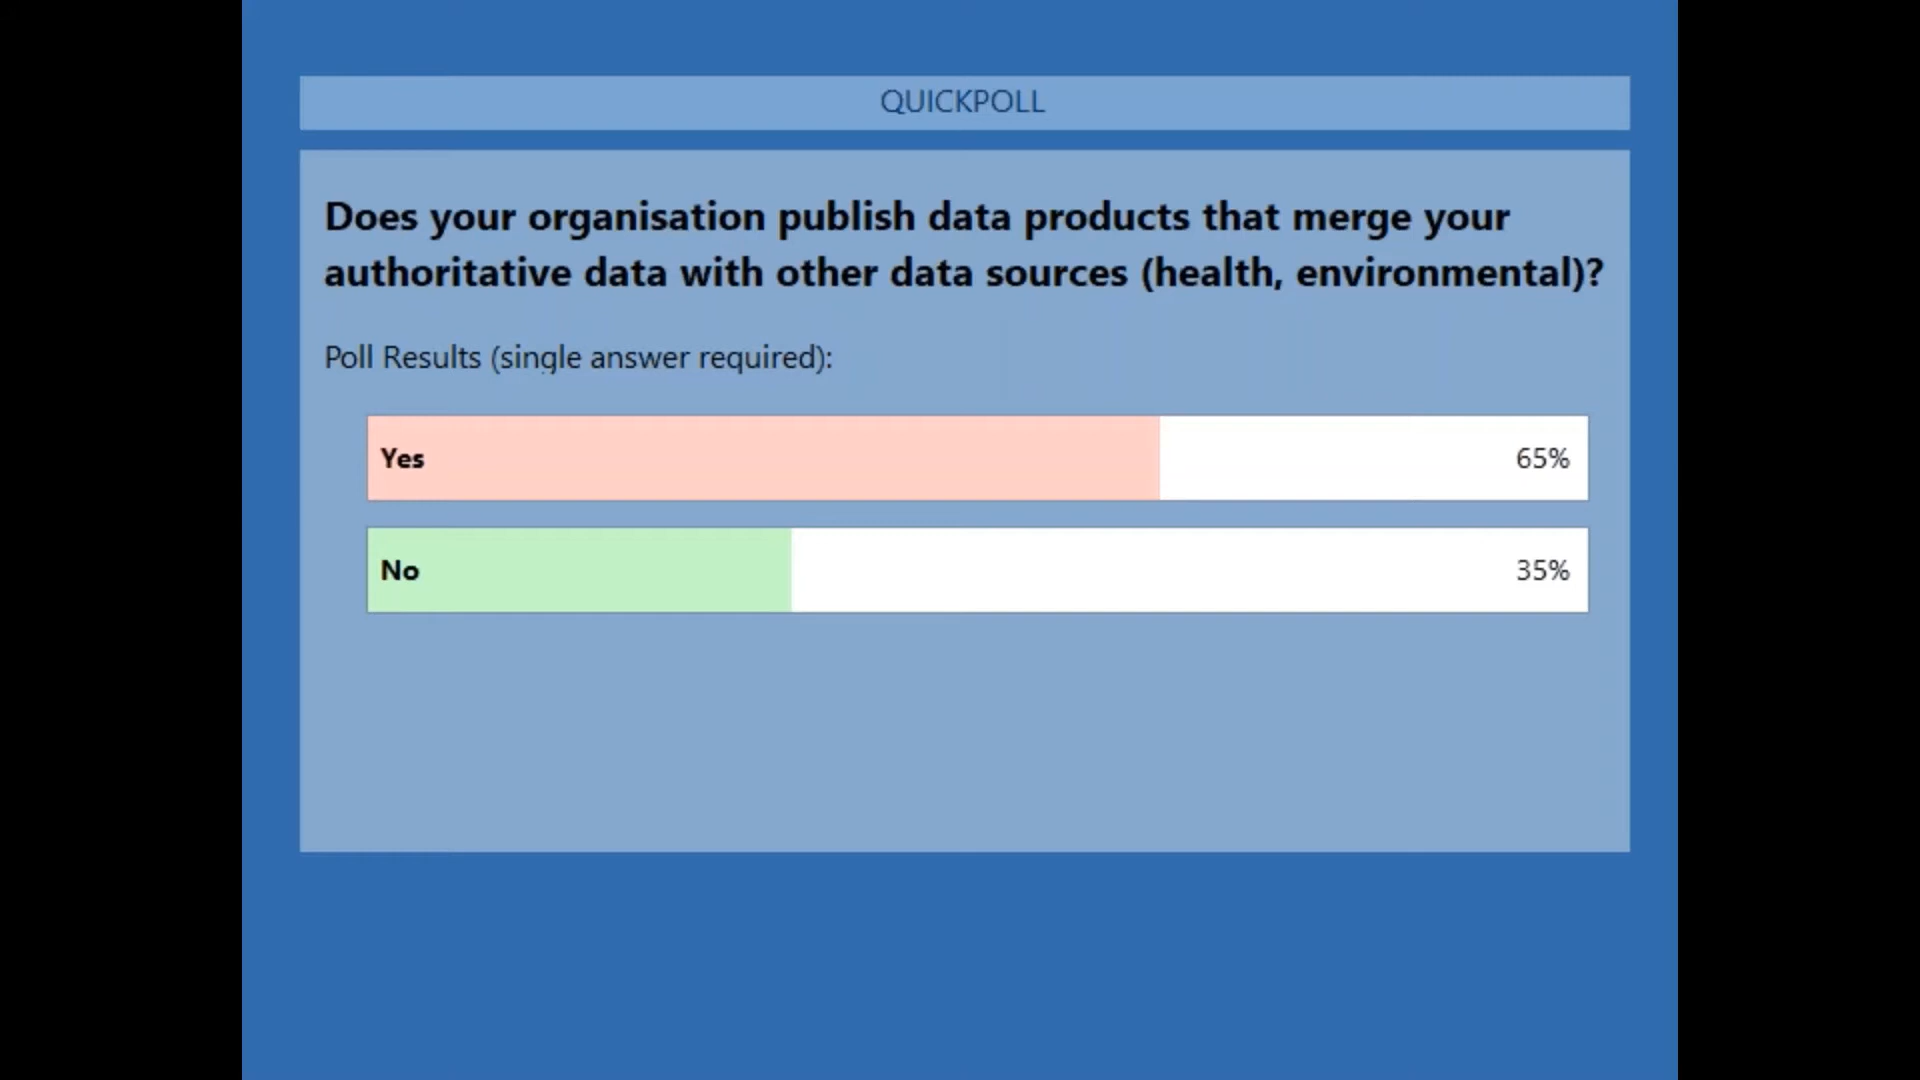 QUICKPOLL
Does your organisation publish data products that merge your
authoritative data with other data sources (health, environmental)?
Poll Results (single answer required):
Yes 65%
No 35%